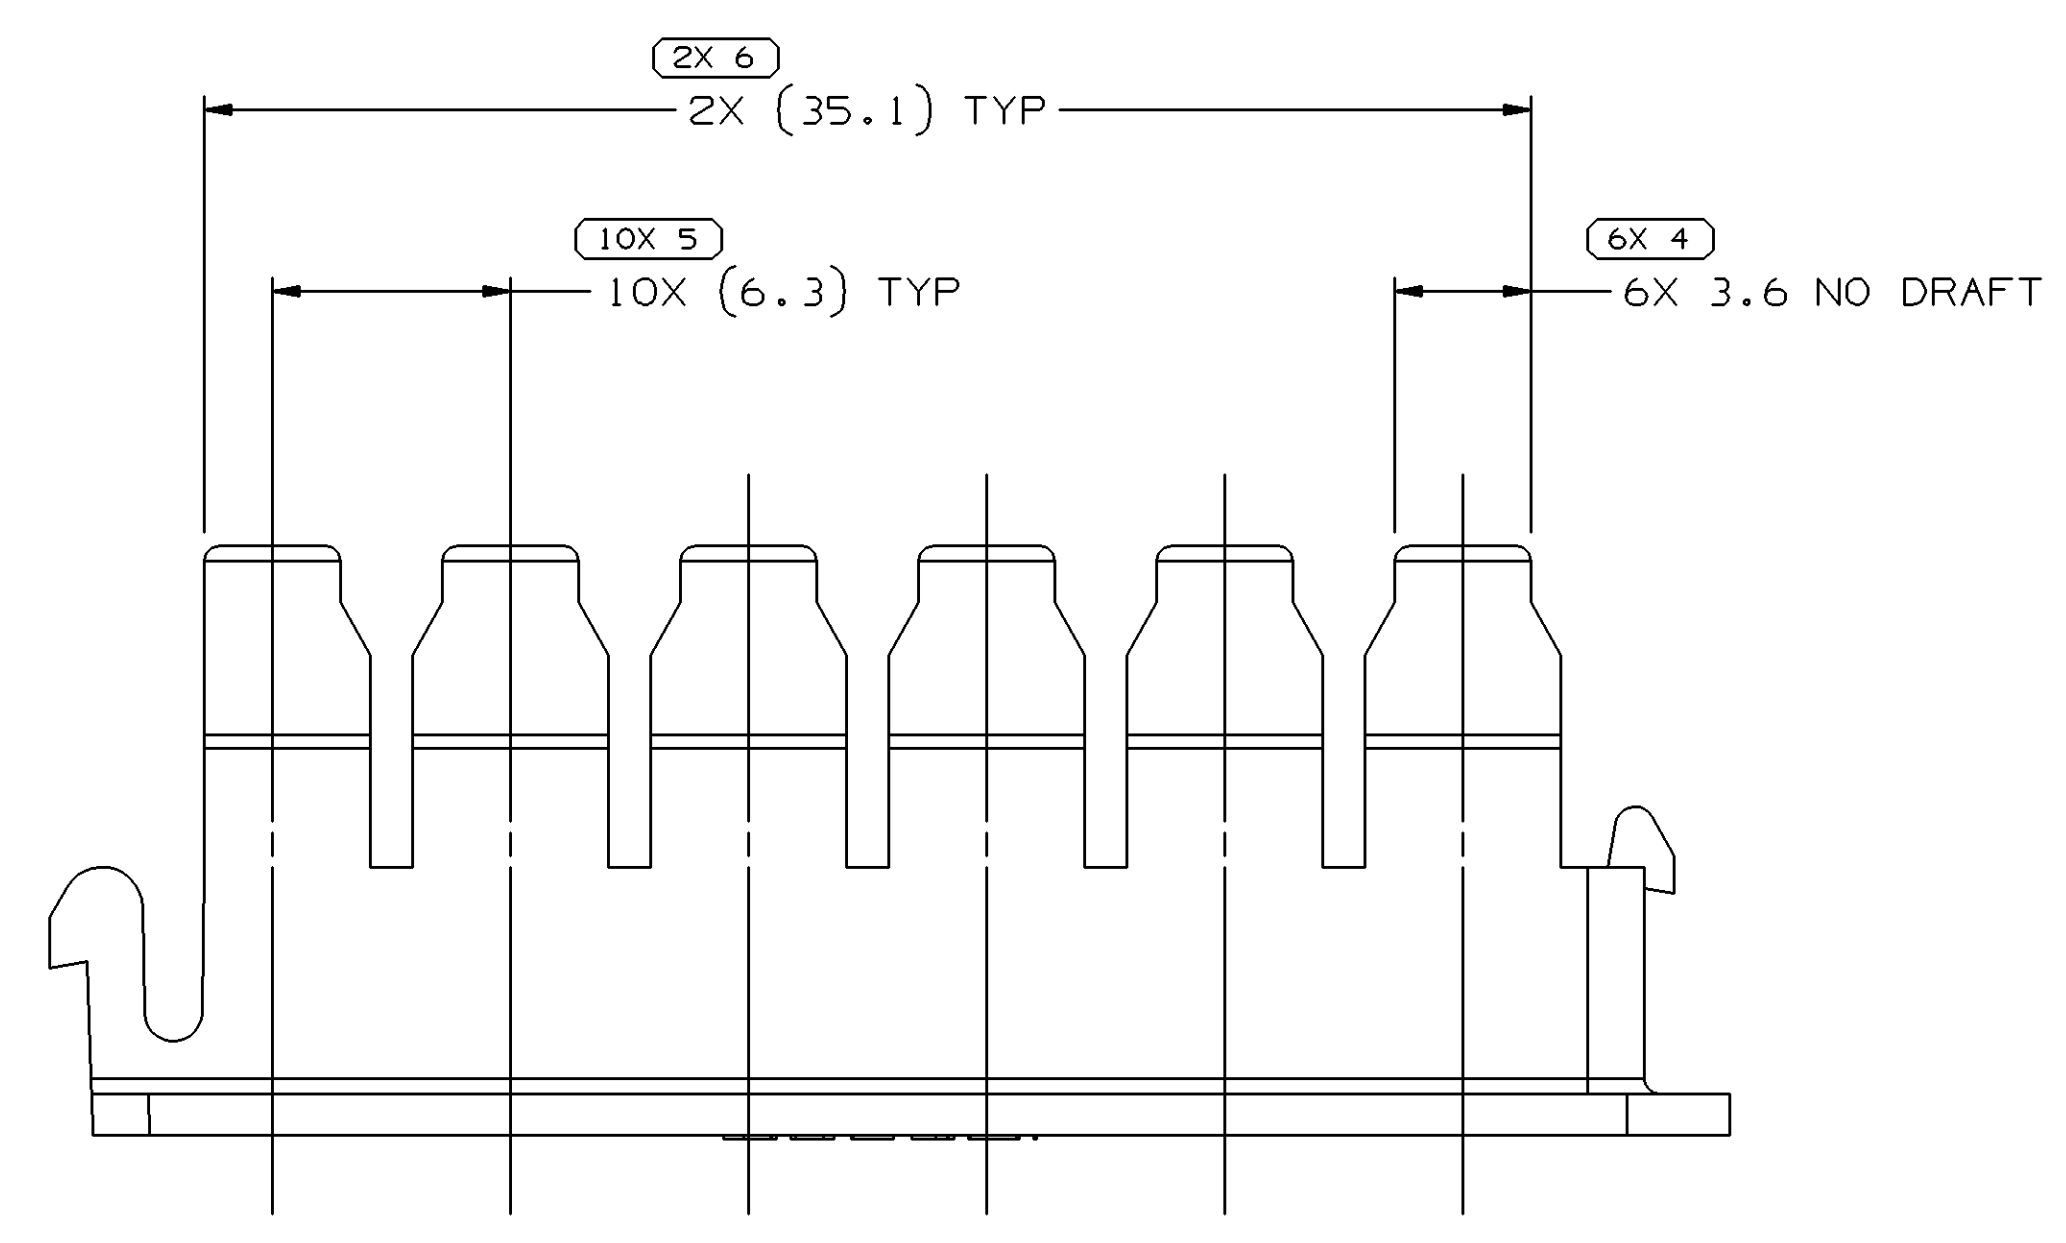 2X 6
2X (35.1) TYP
10X 5
10X (6.3) TYP
6X 4
6X 3.6 NO DRAFT